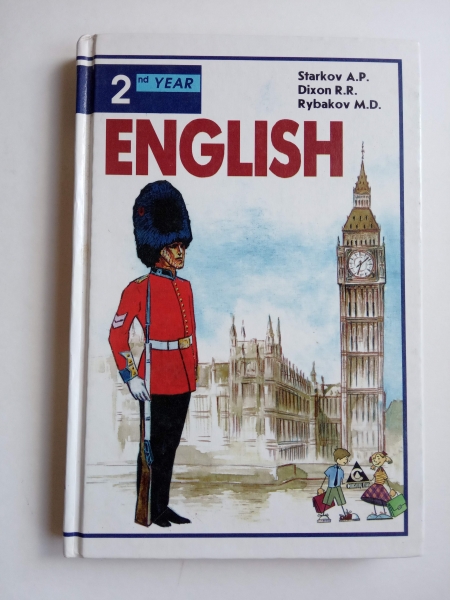 2nd YEAR
Starkov A.P.
Dixon R.R.
Rybakov M.D.
ENGLISH